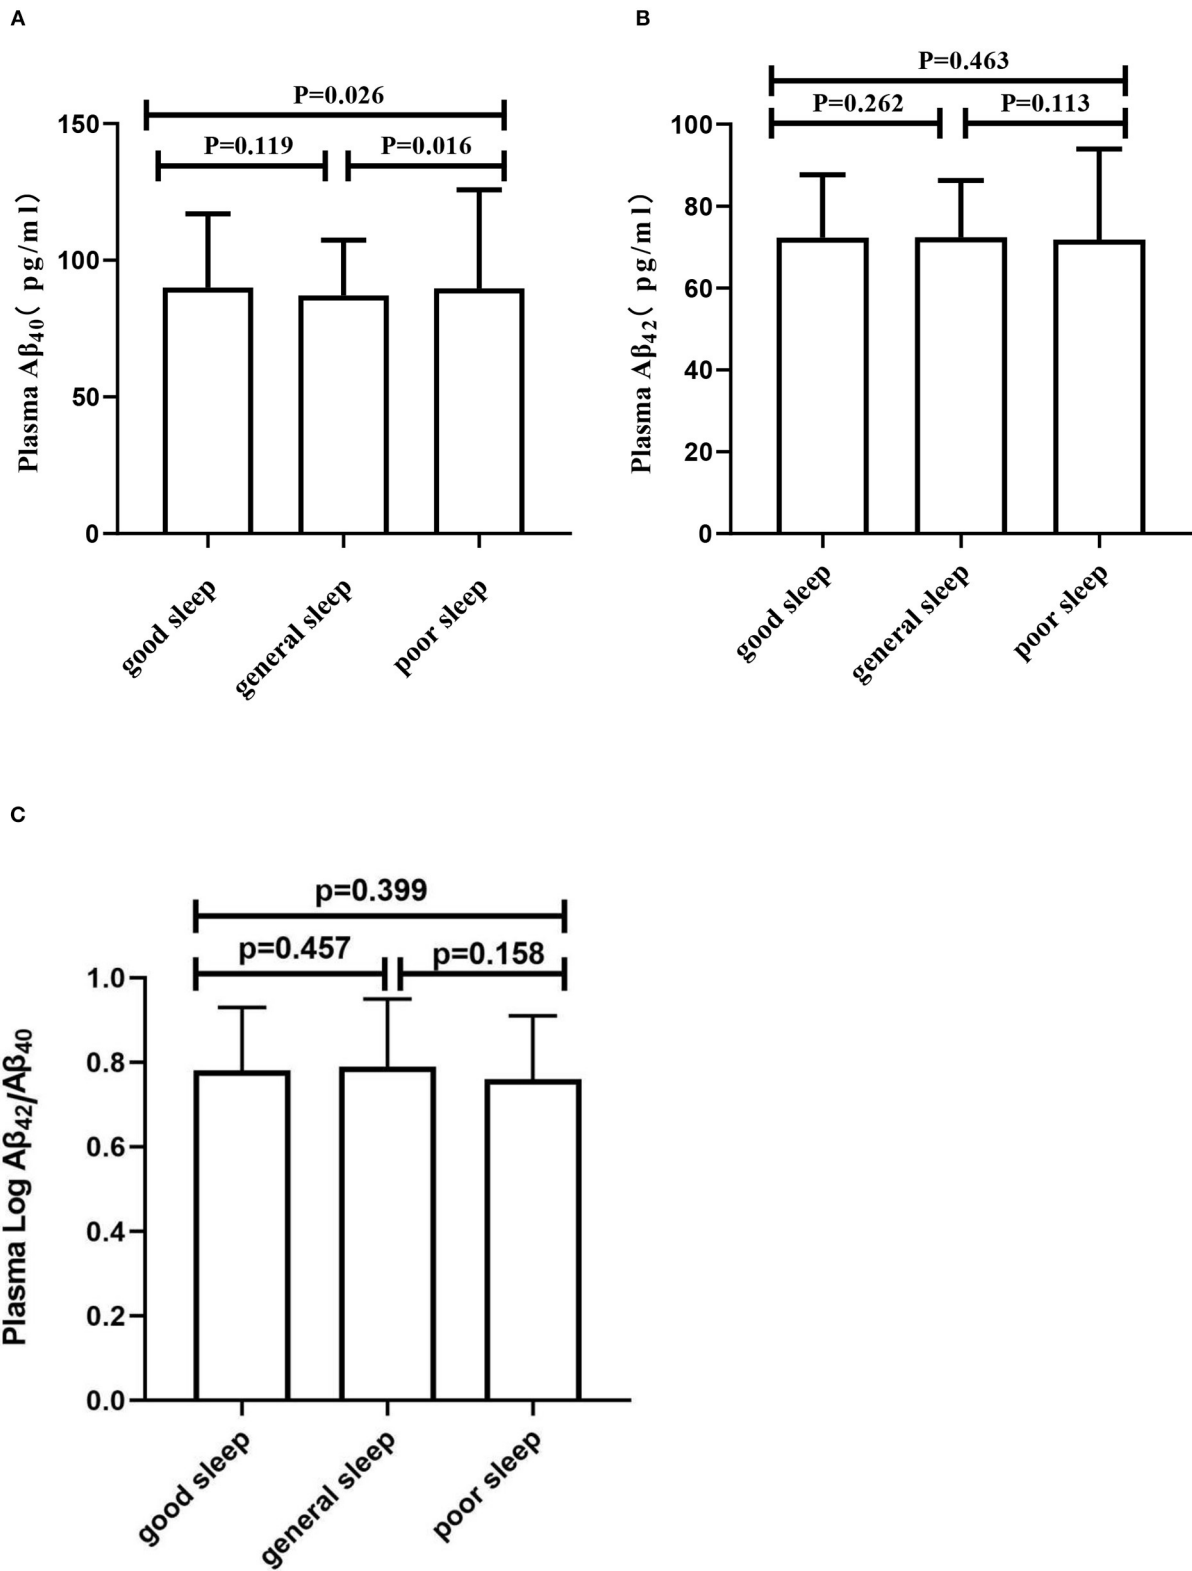 A
P=0.026
P=0.119
P=0.016
150
100
50
0
Plasma Aβ40( pg/ml)
good sleep
general sleep
poor sleep
B
P=0.463
P=0.262
P=0.113
100
80
60
40
20
0
Plasma Aβ42( pg/ml)
good sleep
general sleep
poor sleep
C
p=0.399
p=0.457
p=0.158
1.0
0.8
0.6
0.4
0.2
0.0
Plasma Log Aβ42/Aβ40
good sleep
general sleep
poor sleep